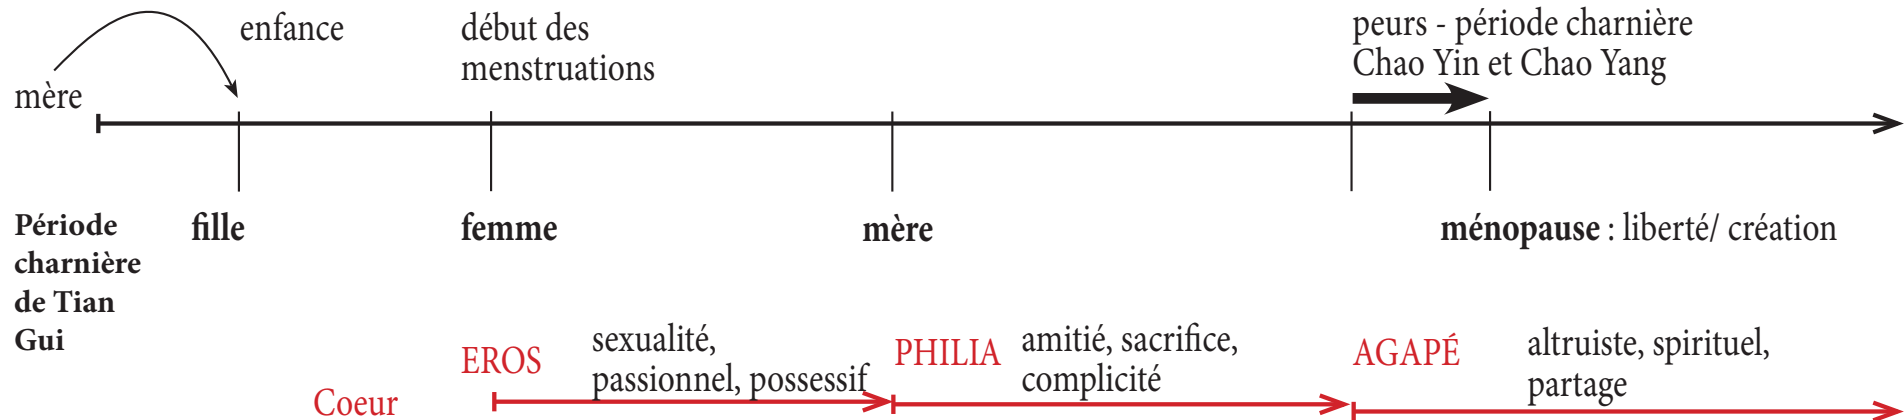 mère
enfance
début des
menstruations
peurs - période charnière
Chao Yin et Chao Yang
Période
charnière
de Tian
Gui
fille
femme
mère
ménopause : liberté/ création
Coeur
EROS
sexualité,
passionnel, possessif
PHILIA
amitié, sacrifice,
complicité
AGAPÉ
altruiste, spirituel,
partage